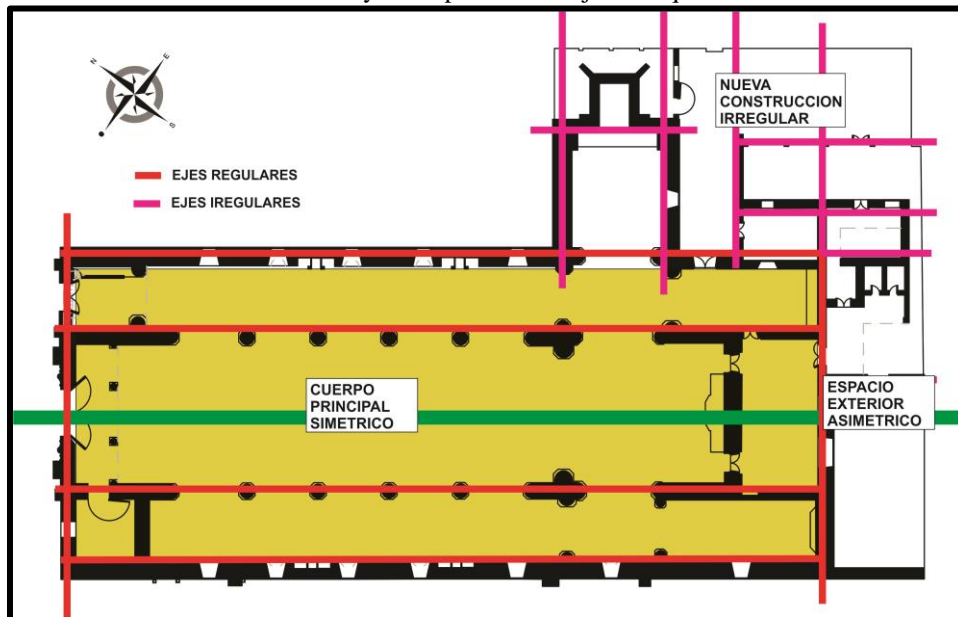 N
E
S
NUEVA
CONSTRUCCION
IRREGULAR
EJES REGULARES
EJES IREGULARES
CUERPO
PRINCIPAL
SIMETRICO
ESPACIO
EXTERIOR
ASIMETRICO